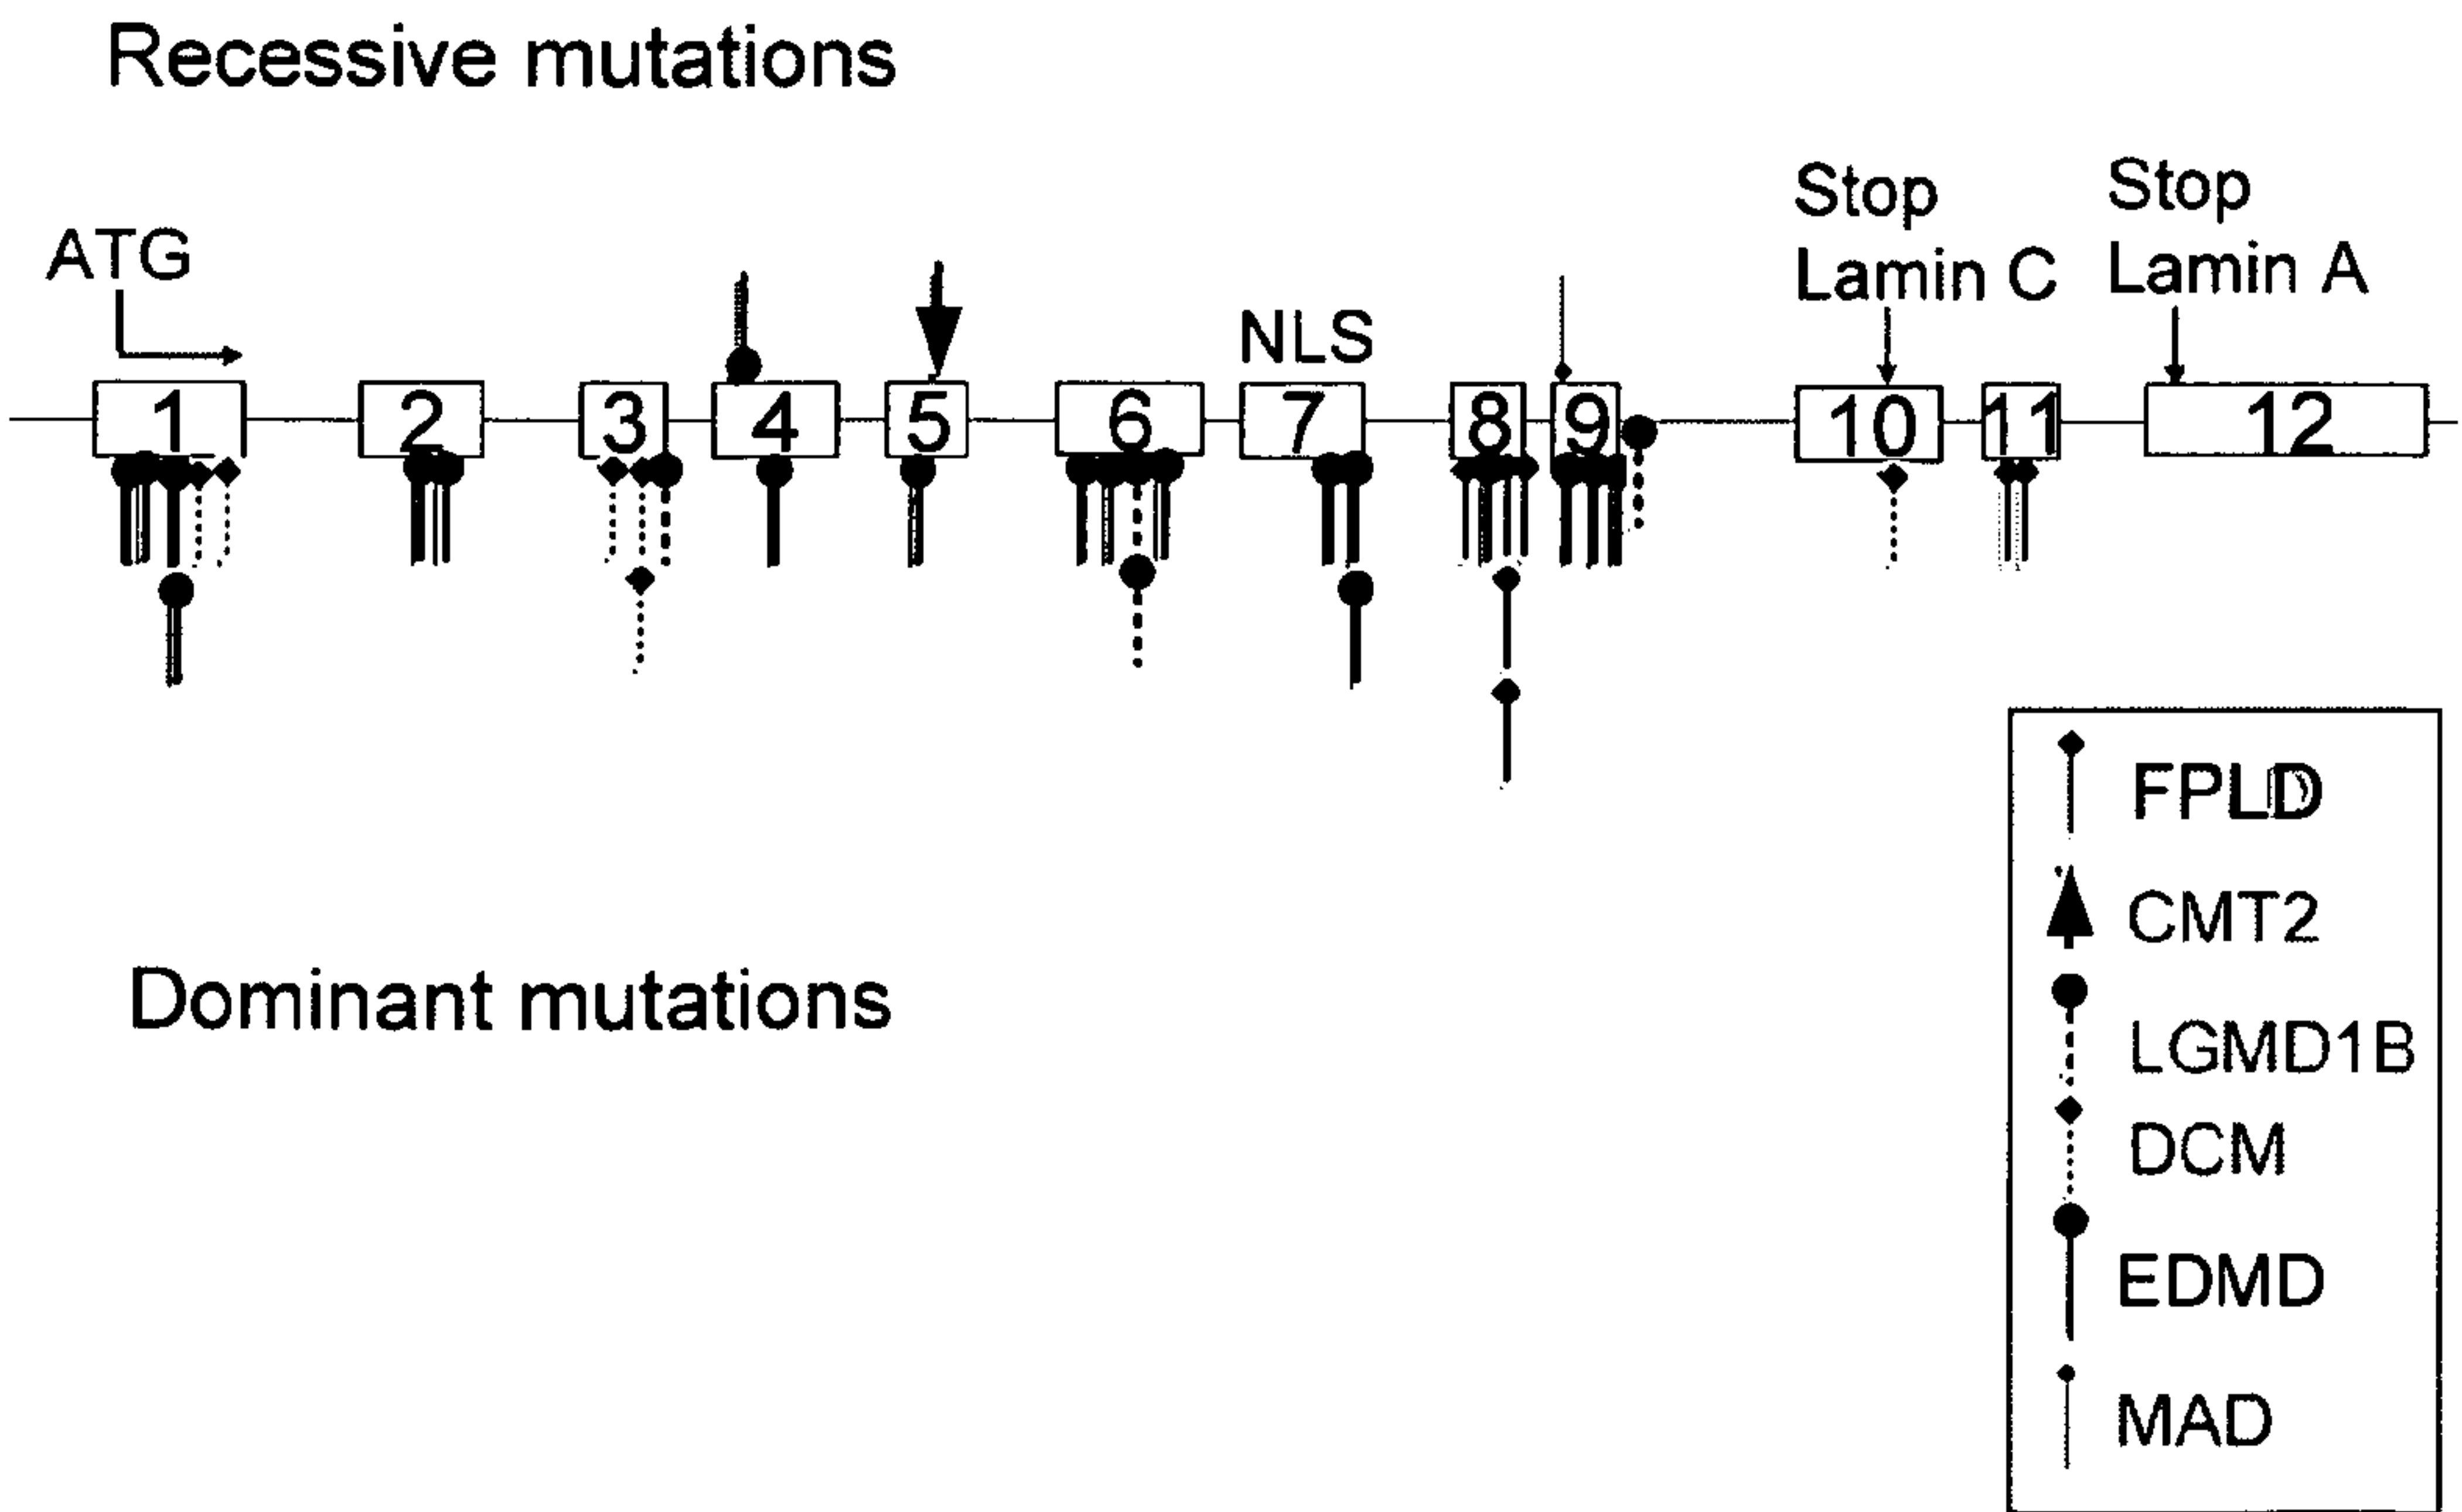 Recessive mutations
ATG
NLS
Stop
Lamin C
Stop
Lamin A
1 2 3 4 5 6 7 8 9 10 11 12
Dominant mutations
FPLD
CMT2
LGMD1B
DCM
EDMD
MAD